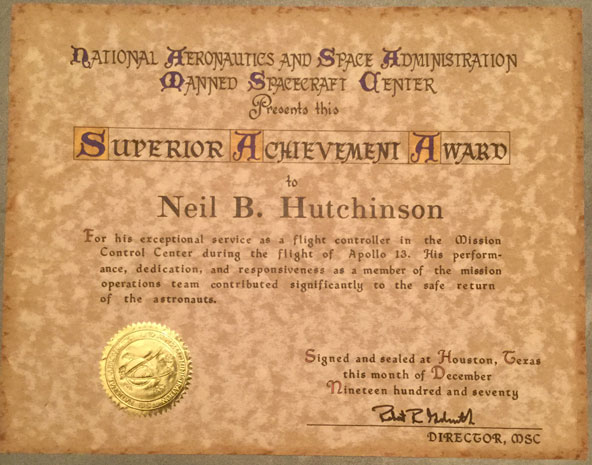 National Aeronautics and Space Administration
Manned Spacecraft Center
Presents this
Superior Achievement Award
to
Neil B. Hutchinson
For his exceptional service as a flight controller in the Mission
Control Center during the flight of Apollo 13. His perform-
ance, dedication, and responsiveness as a member of the mission
operations team contributed significantly to the safe return
of the astronauts.
Signed and sealed at Houston, Texas
this month of December
Nineteen hundred and seventy
DIRECTOR, MSC